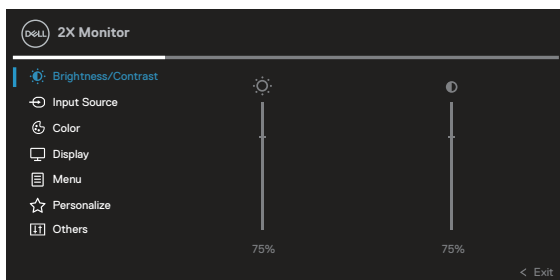 DELL
2X Monitor
Brightness/Contrast
Input Source
Color
Display
Menu
Personalize
Others
75%
75%
< Exit